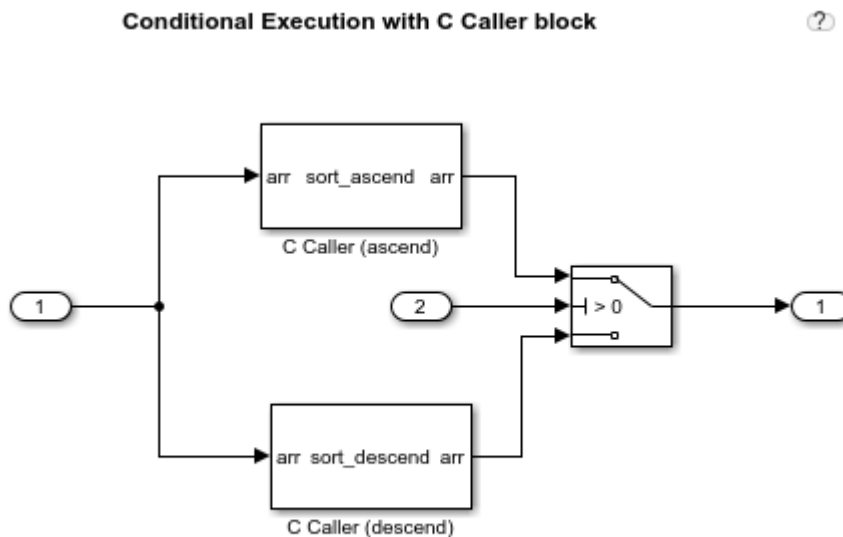 Conditional Execution with C Caller block
?
arr sort_ascend arr
C Caller (ascend)
1
2
> 0
1
arr sort_descend arr
C Caller (descend)